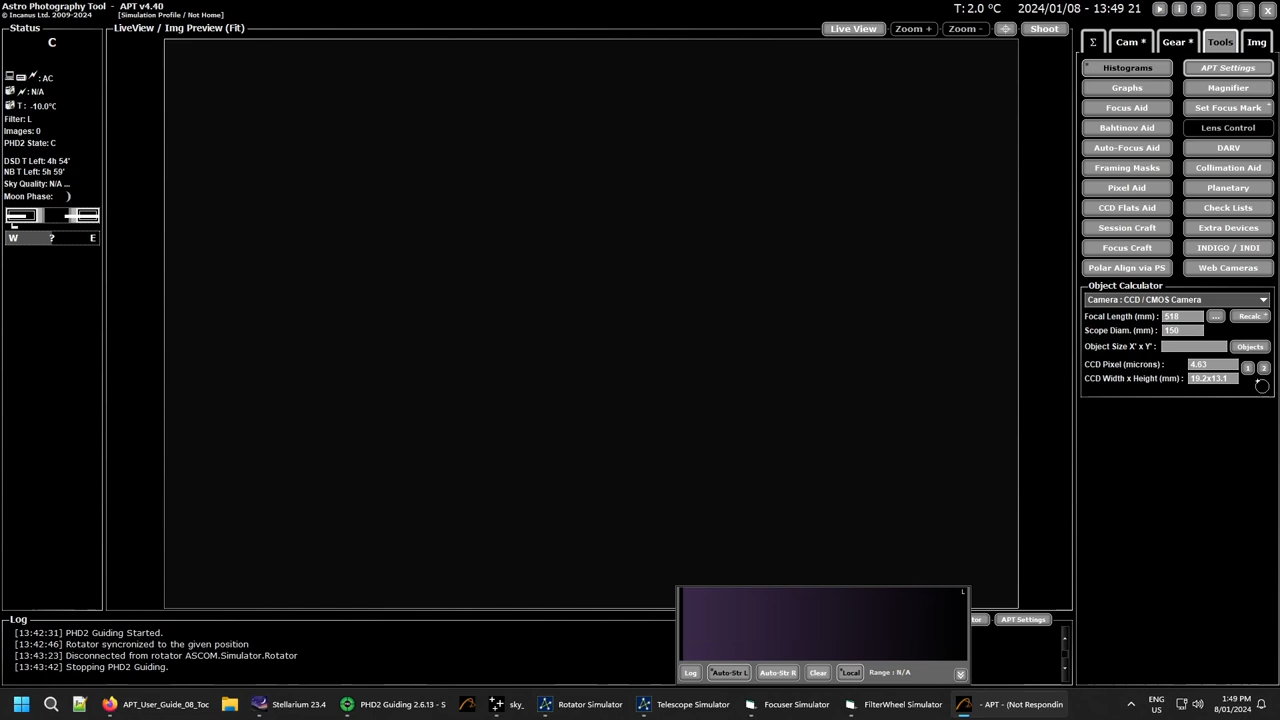 Astro Photography Tool - APT v4.40
© Incanus Ltd. 2009-2024 [Simulation Profile / Not Home]
T: 2.0 °C 2024/01/08 - 13:49 21
Status
C
: AC
: N/A
T : -10.0°C
Filter: L
Images: 0
PHD2 State: C
DSD T Left: 4h 54'
NB T Left: 5h 59'
Sky Quality: N/A ...
Moon Phase: )
W ? E
LiveView / Img Preview (Fit)
Live View Zoom + Zoom - Shoot
Σ Cam * Gear * Tools Img
Histograms APT Settings
Graphs Magnifier
Focus Aid Set Focus Mark +
Bahtinov Aid Lens Control
Auto-Focus Aid DARV
Framing Masks Collimation Aid
Pixel Aid Planetary
CCD Flats Aid Check Lists
Session Craft Extra Devices
Focus Craft INDIGO / INDI
Polar Align via PS Web Cameras
Object Calculator
Camera : CCD / CMOS Camera
Focal Length (mm) : 518 ... Recalc +
Scope Diam. (mm) : 150
Object Size X' x Y' : Objects
CCD Pixel (microns) : 4.63 1 2
CCD Width x Height (mm) : 19.2x13.1
Log
[13:42:31] PHD2 Guiding Started.
[13:42:46] Rotator syncronized to the given position
[13:43:23] Disconnected from rotator ASCOM.Simulator.Rotator
[13:43:42] Stopping PHD2 Guiding.
tor APT Settings
L
Log *Auto-Str L Auto-Str R Clear *Local Range : N/A
APT_User_Guide_08_Toc Stellarium 23.4 PHD2 Guiding 2.6.13 - S sky_ Rotator Simulator Telescope Simulator Focuser Simulator FilterWheel Simulator - APT (Not Respondin
ENG
US
1:49 PM
8/01/2024